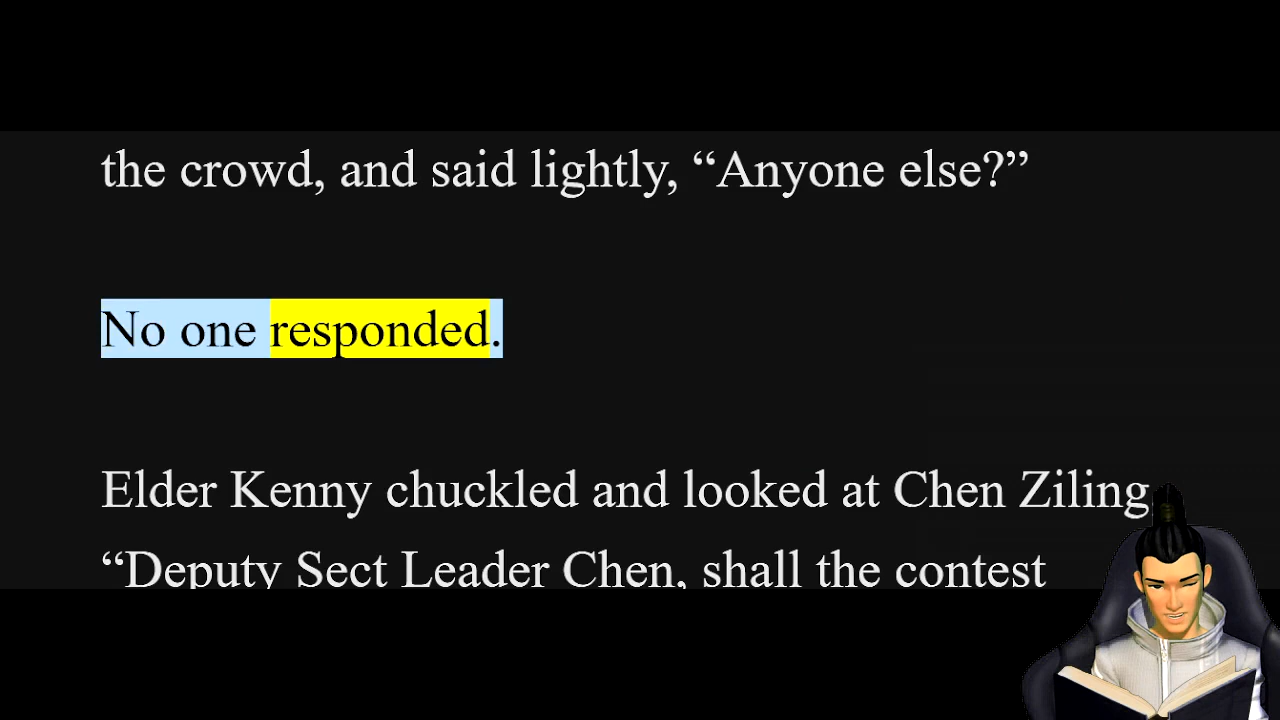 the crowd, and said lightly, “Anyone else?”
No one responded.
Elder Kenny chuckled and looked at Chen Ziling,
“Deputy Sect Leader Chen, shall the contest